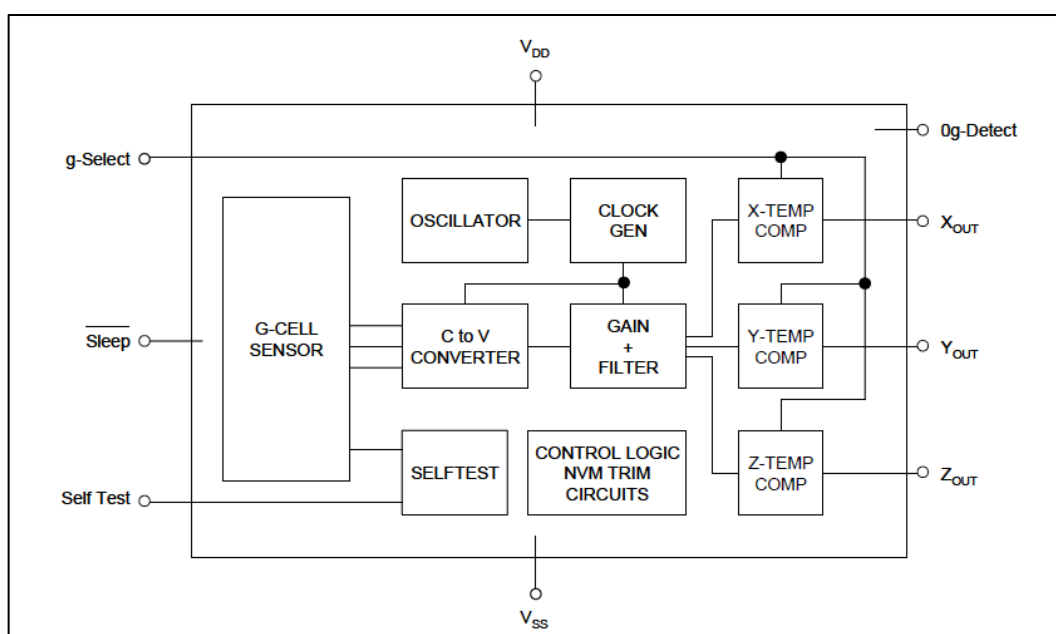 VDD
0g-Detect
g-Select
OSCILLATOR
CLOCK
GEN
X-TEMP
COMP
XOUT
G-CELL
SENSOR
C to V
CONVERTER
GAIN
+
FILTER
Y-TEMP
COMP
YOUT
Sleep
SELFTEST
CONTROL LOGIC
NVM TRIM
CIRCUITS
Z-TEMP
COMP
ZOUT
Self Test
VSS